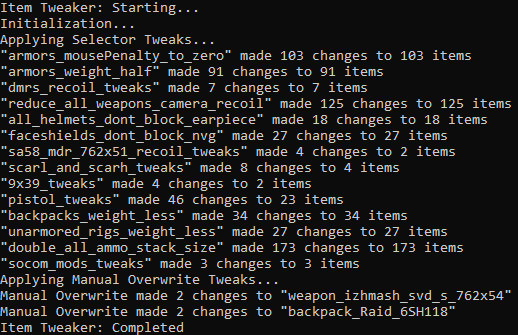 Item Tweaker: Starting...
Initialization...
Applying Selector Tweaks...
"armors_mousePenalty_to_zero" made 103 changes to 103 items
"armors_weight_half" made 91 changes to 91 items
"dmrs_recoil_tweaks" made 7 changes to 7 items
"reduce_all_weapons_camera_recoil" made 125 changes to 125 items
"all_helmets_dont_block_earpiece" made 18 changes to 18 items
"faceshields_dont_block_nvg" made 27 changes to 27 items
"sa58_mdr_762x51_recoil_tweaks" made 4 changes to 2 items
"scarl_and_scarh_tweaks" made 8 changes to 4 items
"9x39_tweaks" made 4 changes to 2 items
"pistol_tweaks" made 46 changes to 23 items
"backpacks_weight_less" made 34 changes to 34 items
"unarmored_rigs_weight_less" made 27 changes to 27 items
"double_all_ammo_stack_size" made 173 changes to 173 items
"socom_mods_tweaks" made 3 changes to 3 items
Applying Manual Overwrite Tweaks...
Manual Overwrite made 2 changes to "weapon_izhmash_svd_s_762x54"
Manual Overwrite made 2 changes to "backpack_Raid_6SH118"
Item Tweaker: Completed